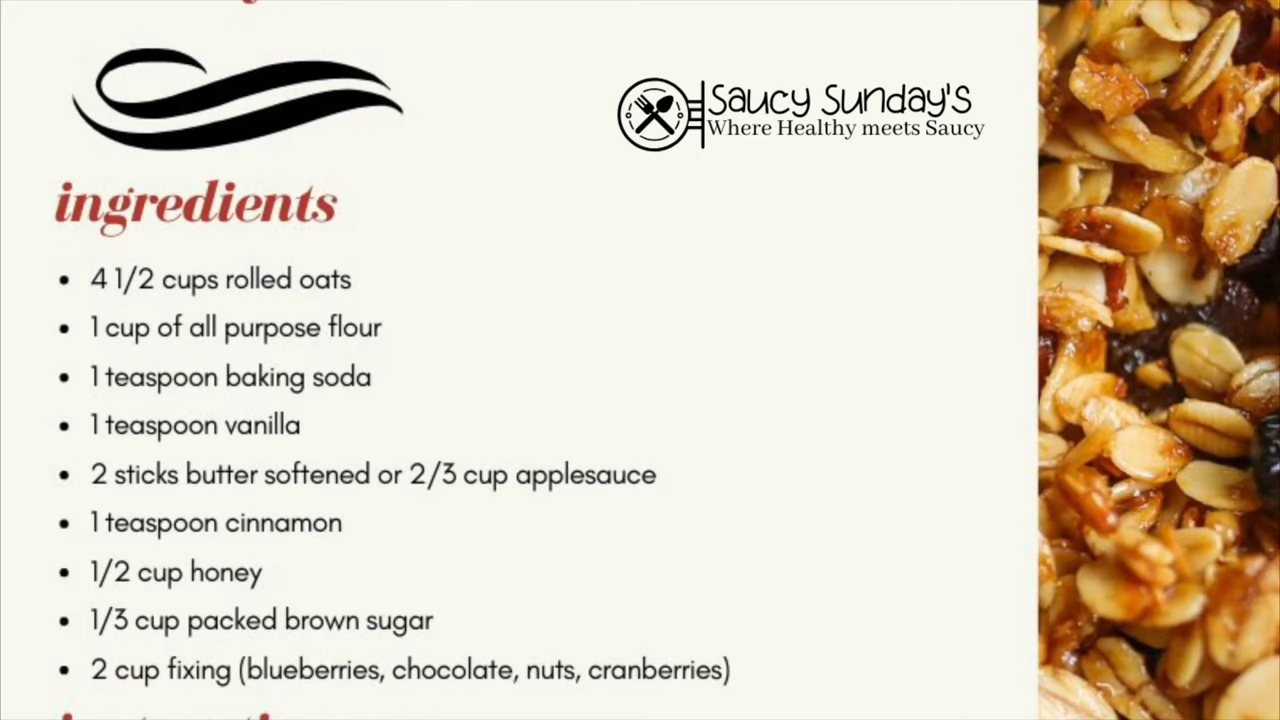 Saucy Sunday's
Where Healthy meets Saucy
ingredients
• 4 1/2 cups rolled oats
• 1 cup of all purpose flour
• 1 teaspoon baking soda
• 1 teaspoon vanilla
• 2 sticks butter softened or 2/3 cup applesauce
• 1 teaspoon cinnamon
• 1/2 cup honey
• 1/3 cup packed brown sugar
• 2 cup fixing (blueberries, chocolate, nuts, cranberries)